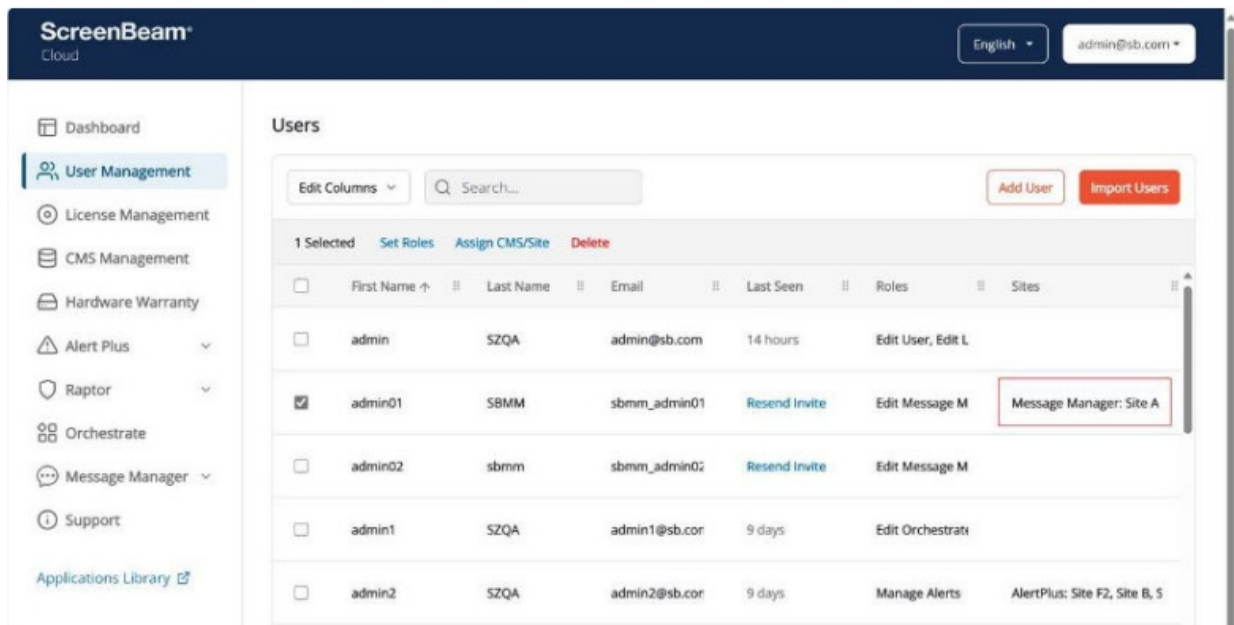 ScreenBeam®
Cloud
English
admin@sb.com
Dashboard
User Management
License Management
CMS Management
Hardware Warranty
Alert Plus
Raptor
Orchestrate
Message Manager
Support
Applications Library
Users
Edit Columns
Search...
Add User
Import Users
1 Selected Set Roles Assign CMS/Site Delete
First Name Last Name Email Last Seen Roles Sites
admin SZQA admin@sb.com 14 hours Edit User, Edit L
admin01 SBMM sbmm_admin01 Resend Invite Edit Message M Message Manager: Site A
admin02 sbmm sbmm_admin02 Resend Invite Edit Message M
admin1 SZQA admin1@sb.cor 9 days Edit Orchestrate
admin2 SZQA admin2@sb.cor 9 days Manage Alerts AlertPlus: Site F2, Site B, S